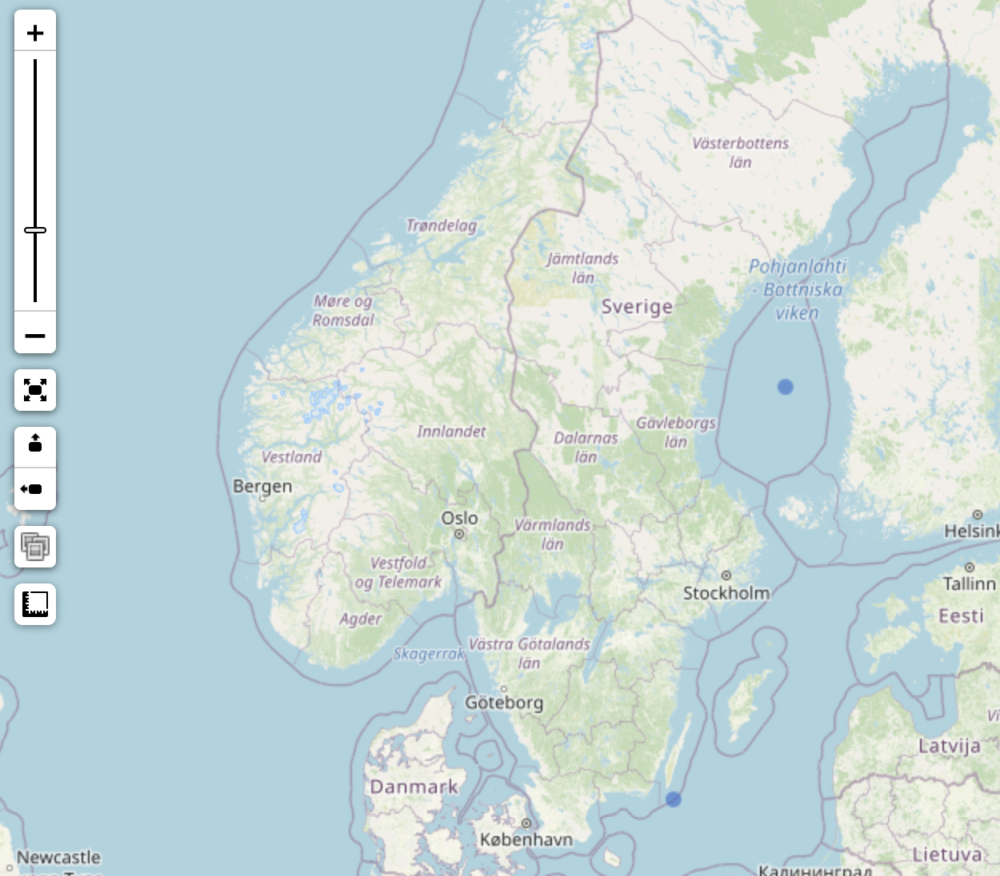 Västerbottens
län
Trøndelag
Jämtlands
län
Pohjanlahti
- Bottniska
viken
Møre og
Romsdal
Sverige
Innlandet
Gävleborgs
län
Dalarnas
län
Vestland
Bergen
Oslo
Värmlands
län
Helsink
Vestfold
og Telemark
Stockholm
Tallinn
Eesti
Agder
Skagerrak
Västra Götalands
län
Göteborg
Vi
Latvija
Danmark
København
Newcastle
Lietuva
Калининград